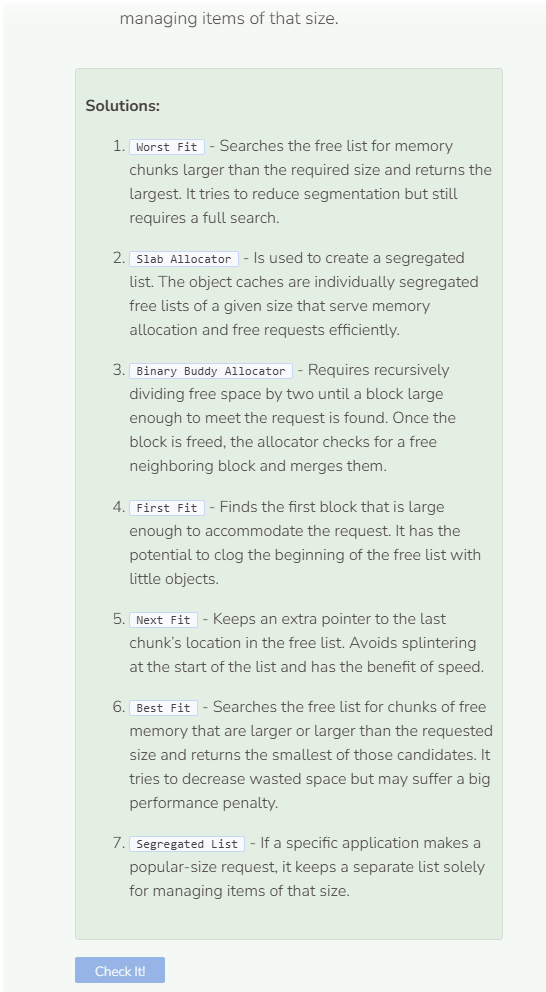 managing items of that size.
Solutions:
1. Worst Fit - Searches the free list for memory
chunks larger than the required size and returns the
largest. It tries to reduce segmentation but still
requires a full search.
2. Slab Allocator - Is used to create a segregated
list. The object caches are individually segregated
free lists of a given size that serve memory
allocation and free requests efficiently.
3. Binary Buddy Allocator - Requires recursively
dividing free space by two until a block large
enough to meet the request is found. Once the
block is freed, the allocator checks for a free
neighboring block and merges them.
4. First Fit - Finds the first block that is large
enough to accommodate the request. It has the
potential to clog the beginning of the free list with
little objects.
5. Next Fit - Keeps an extra pointer to the last
chunk’s location in the free list. Avoids splintering
at the start of the list and has the benefit of speed.
6. Best Fit - Searches the free list for chunks of free
memory that are larger or larger than the requested
size and returns the smallest of those candidates. It
tries to decrease wasted space but may suffer a big
performance penalty.
7. Segregated List - If a specific application makes a
popular-size request, it keeps a separate list solely
for managing items of that size.
Check It!